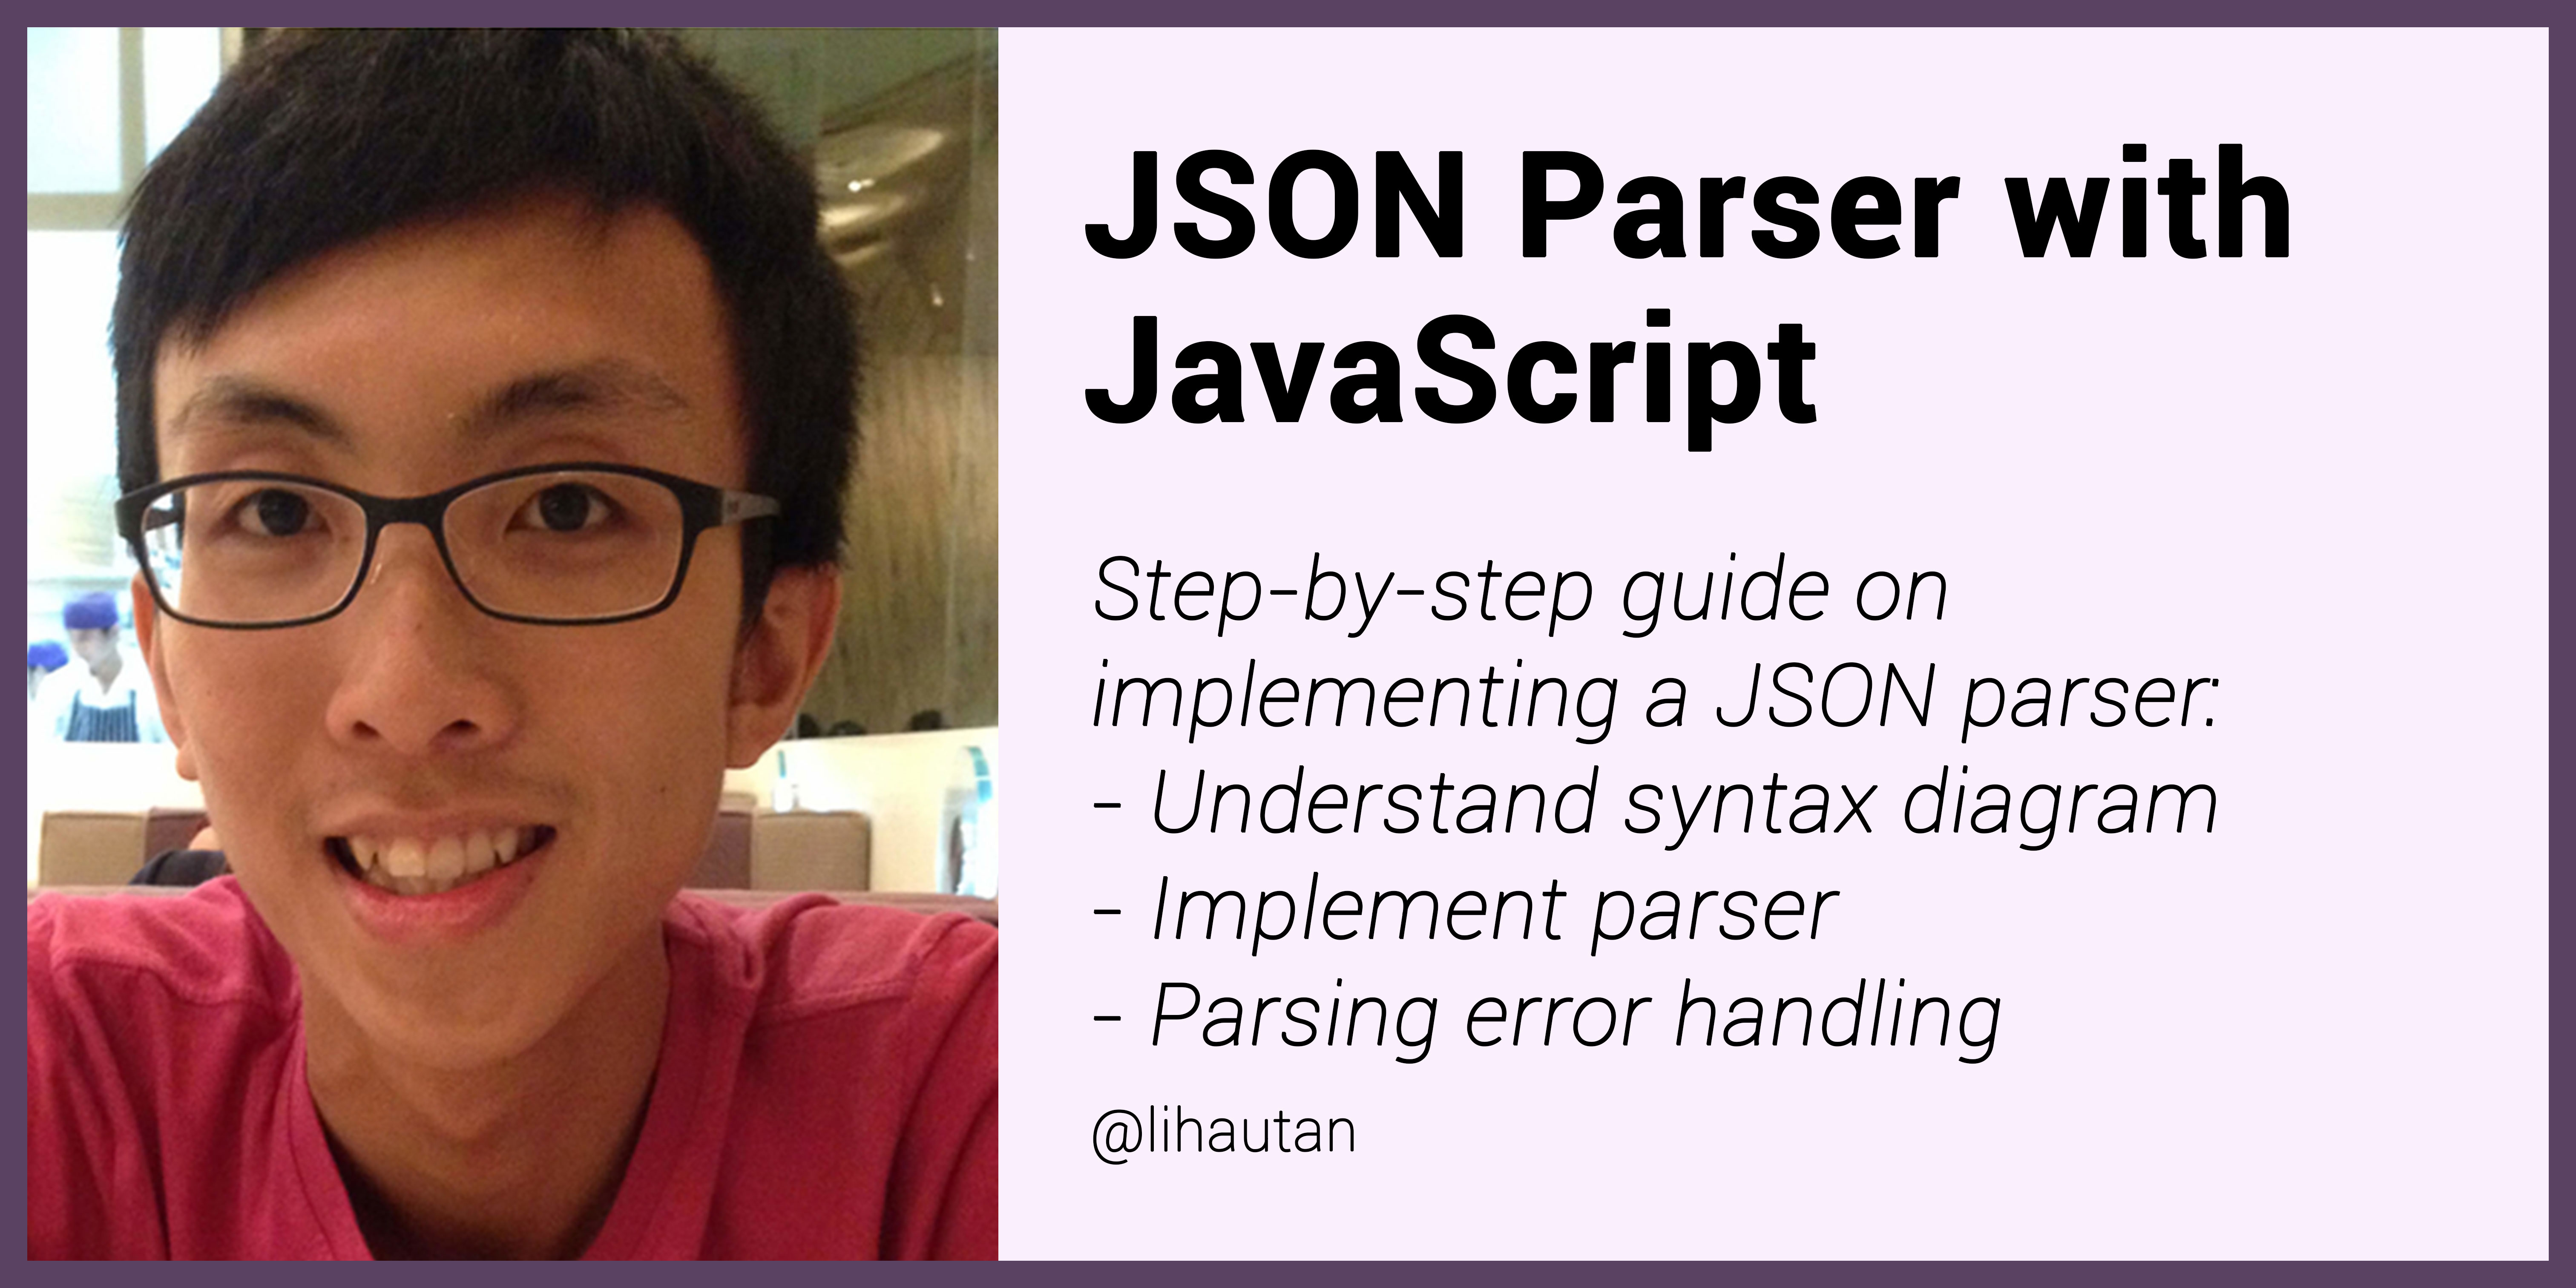 JSON Parser with
JavaScript
Step-by-step guide on
implementing a JSON parser:
- Understand syntax diagram
- Implement parser
- Parsing error handling
@lihautan